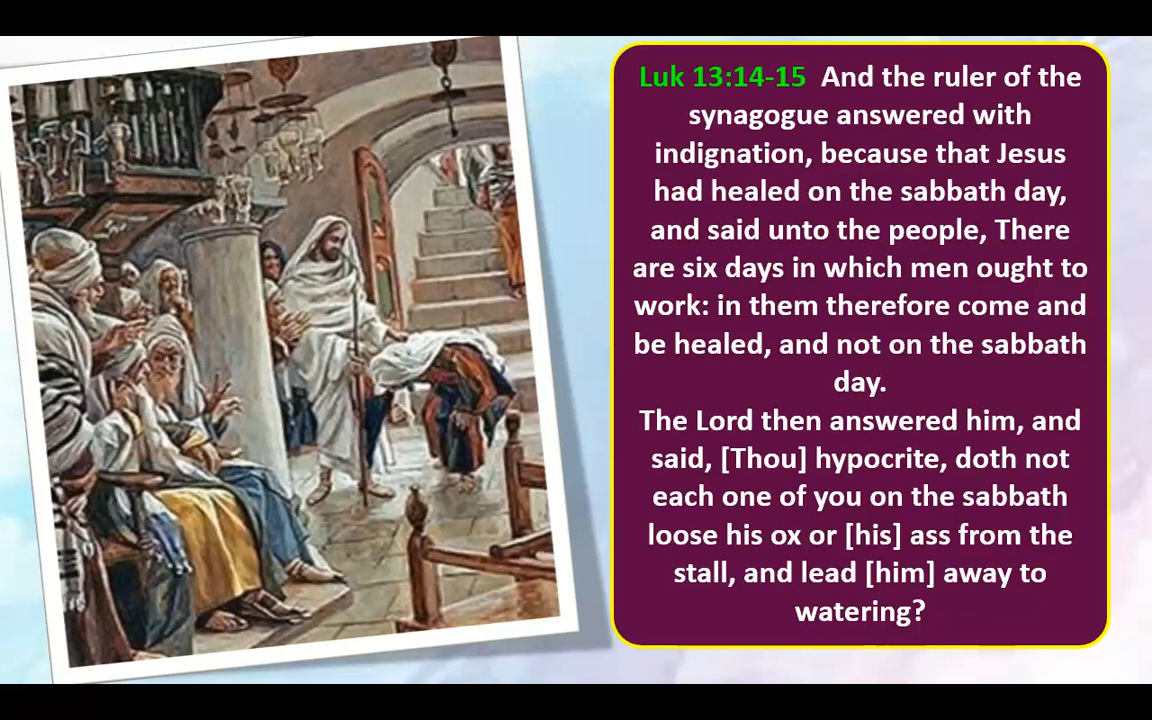 Luk 13:14-15 And the ruler of the
synagogue answered with
indignation, because that Jesus
had healed on the sabbath day,
and said unto the people, There
are six days in which men ought to
work: in them therefore come and
be healed, and not on the sabbath
day.
The Lord then answered him, and
said, [Thou] hypocrite, doth not
each one of you on the sabbath
loose his ox or [his] ass from the
stall, and lead [him] away to
watering?